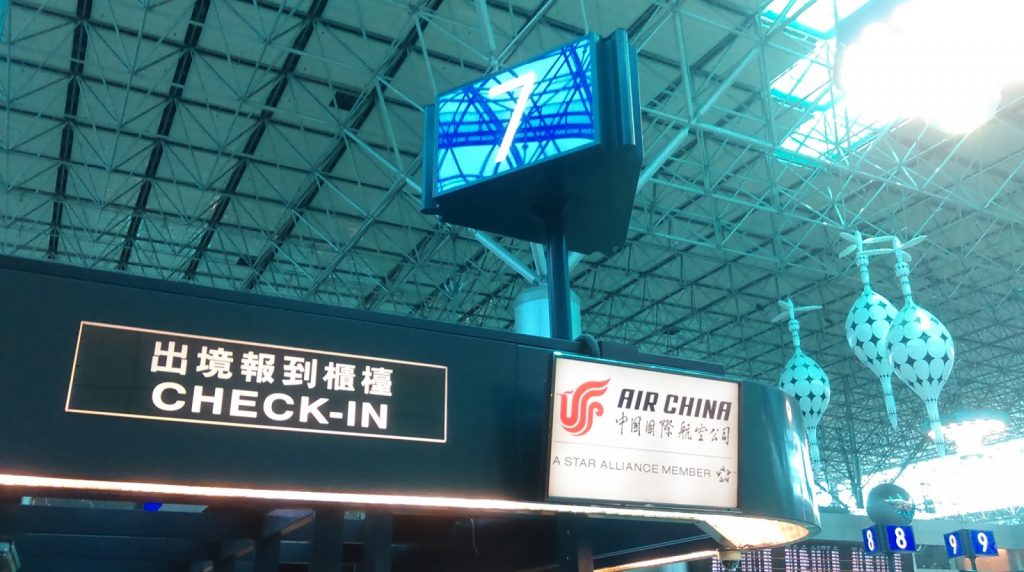 7
出境報到櫃檯
CHECK-IN
AIR CHINA
中国国際航空公司
A STAR ALLIANCE MEMBER
8 8
9 9